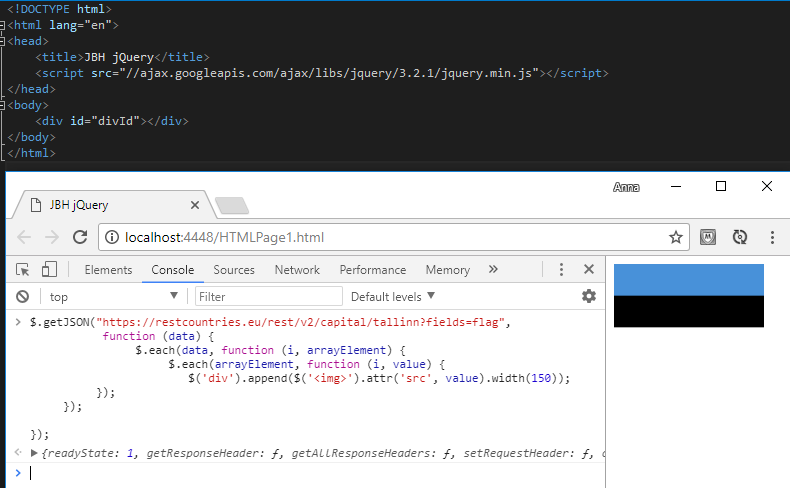 <!DOCTYPE html>
<html lang="en">
<head>
    <title>JBH jQuery</title>
    <script src="//ajax.googleapis.com/ajax/libs/jquery/3.2.1/jquery.min.js"></script>
</head>
<body>
    <div id="divId"></div>
</body>
</html>
Anna
JBH jQuery
localhost:4448/HTMLPage1.html
Elements Console Sources Network Performance Memory
top Filter Default levels
$.getJSON("https://restcountries.eu/rest/v2/capital/tallinn?fields=flag",
function (data) {
$.each(data, function (i, arrayElement) {
$.each(arrayElement, function (i, value) {
$('div').append($('<img>').attr('src', value).width(150));
});
});
});
{readyState: 1, getResponseHeader: ƒ, getAllResponseHeaders: ƒ, setRequestHeader: ƒ,